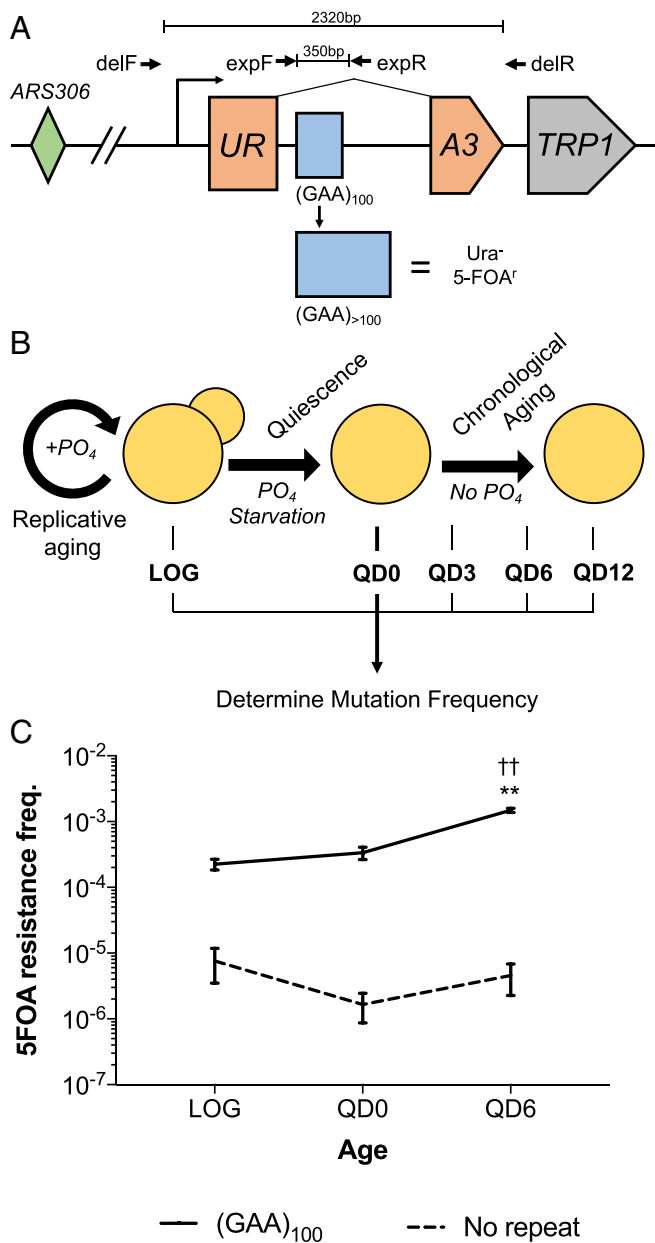 A
2320bp
delF
expF
350bp
expR
delR
ARS306
UR
A3
TRP1
(GAA)100
(GAA)>100
=
Ura-
5-FOAr
B
+PO4
Replicative
aging
Quiescence
PO4
Starvation
Chronological
Aging
No PO4
LOG
QD0
QD3
QD6
QD12
Determine Mutation Frequency
C
5FOA resistance freq.
10-2
10-3
10-4
10-5
10-6
10-7
††
**
LOG
QD0
QD6
Age
(GAA)100
No repeat